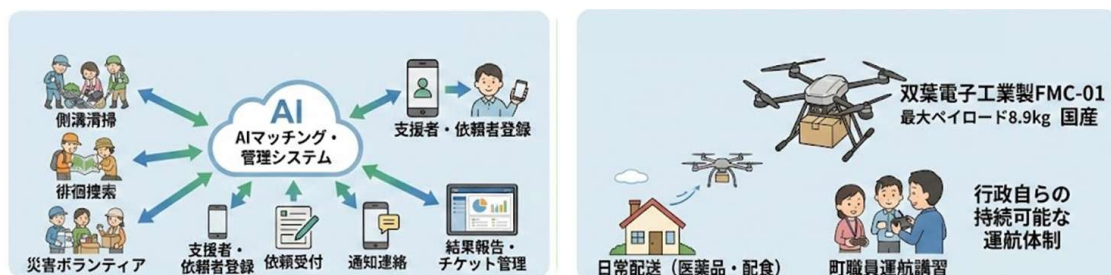 側溝清掃
徘徊捜索
災害ボランティア
AI
AIマッチング・
管理システム
支援者・依頼者登録
支援者・
依頼者登録
依頼受付
通知連絡
結果報告・
チケット管理
双葉電子工業製FMC-01
最大ペイロード8.9kg 国産
日常配送（医薬品・配食）
町職員運航講習
行政自らの
持続可能な
運航体制